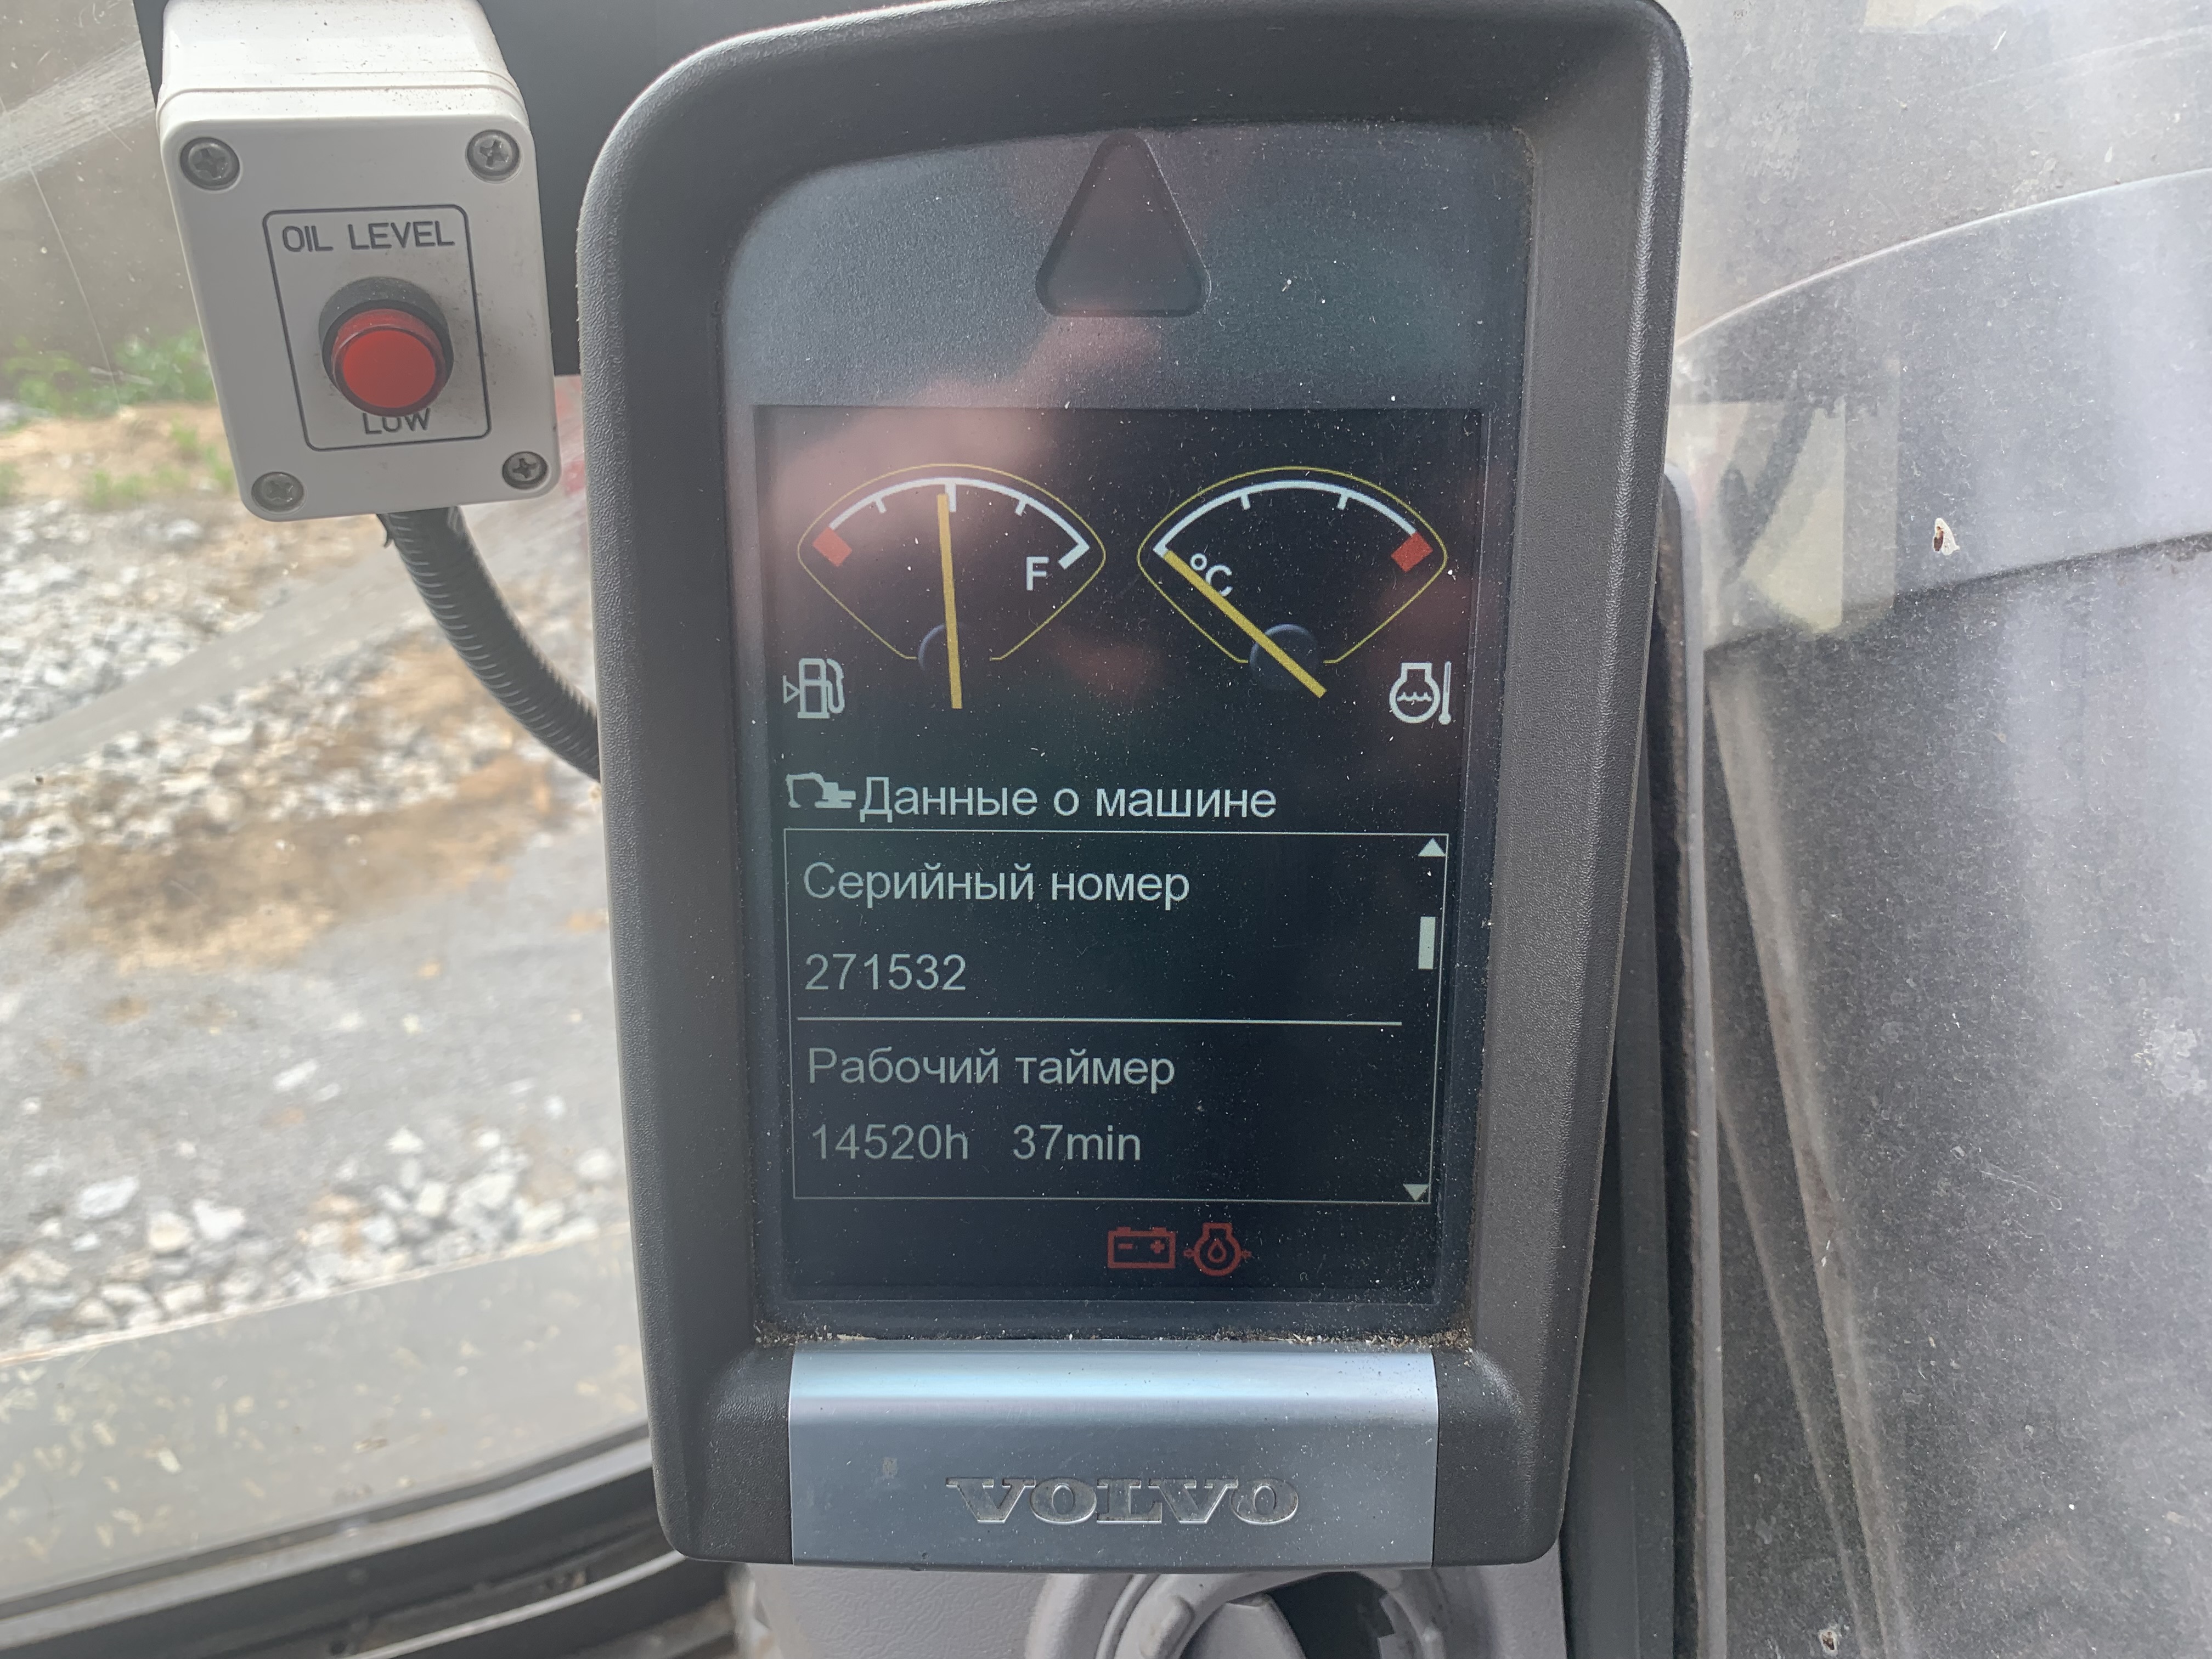 OIL LEVEL
LOW
F
°C
Данные о машине
Серийный номер
271532
Рабочий таймер
14520h 37min
VOLVO